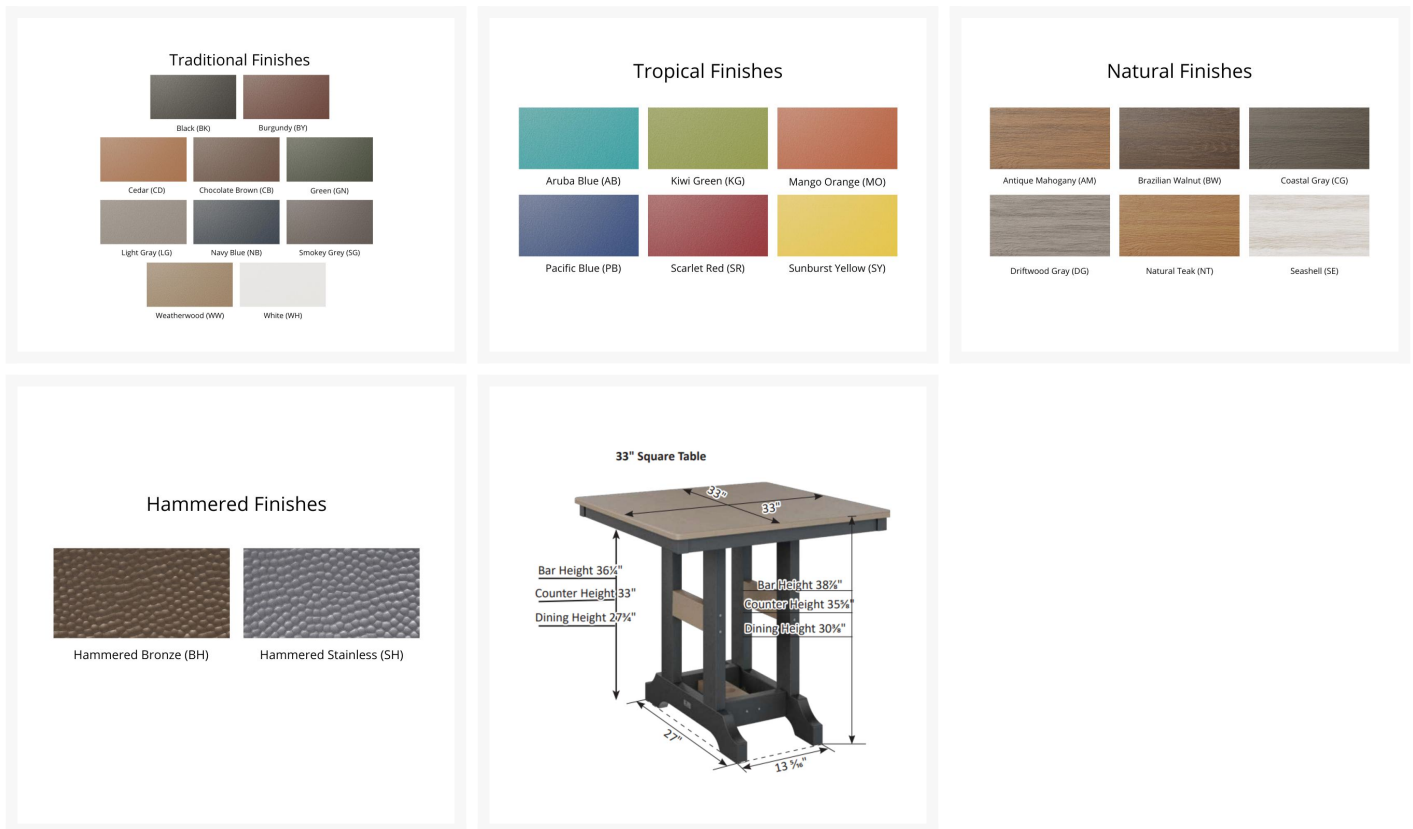 Traditional Finishes
Black (BK)
Burgundy (BY)
Cedar (CD)
Chocolate Brown (CB)
Green (GN)
Light Gray (LG)
Navy Blue (NB)
Smokey Grey (SG)
Weatherwood (WW)
White (WH)
Tropical Finishes
Aruba Blue (AB)
Kiwi Green (KG)
Mango Orange (MO)
Pacific Blue (PB)
Scarlet Red (SR)
Sunburst Yellow (SY)
Natural Finishes
Antique Mahogany (AM)
Brazilian Walnut (BW)
Coastal Gray (CG)
Driftwood Gray (DG)
Natural Teak (NT)
Seashell (SE)
Hammered Finishes
Hammered Bronze (BH)
Hammered Stainless (SH)
33" Square Table
33"
33"
Bar Height 36¼"
Counter Height 33"
Dining Height 27¾"
Bar Height 38⅞"
Counter Height 35⅝"
Dining Height 30⅜"
27"
13 ⁵⁄₁₆"